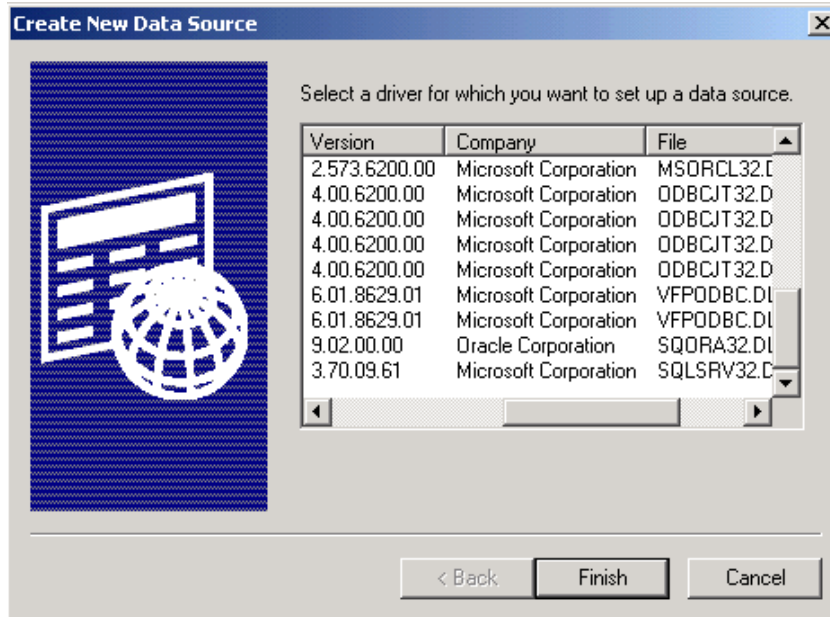 Create New Data Source
Select a driver for which you want to set up a data source.
Version Company File
2.573.6200.00 Microsoft Corporation MSORCL32.D
4.00.6200.00 Microsoft Corporation ODBCJT32.D
4.00.6200.00 Microsoft Corporation ODBCJT32.D
4.00.6200.00 Microsoft Corporation ODBCJT32.D
4.00.6200.00 Microsoft Corporation ODBCJT32.D
6.01.8629.01 Microsoft Corporation VFPODBC.DL
6.01.8629.01 Microsoft Corporation VFPODBC.DL
9.02.00.00 Oracle Corporation SQORA32.DL
3.70.09.61 Microsoft Corporation SQLSRV32.D
< Back Finish Cancel